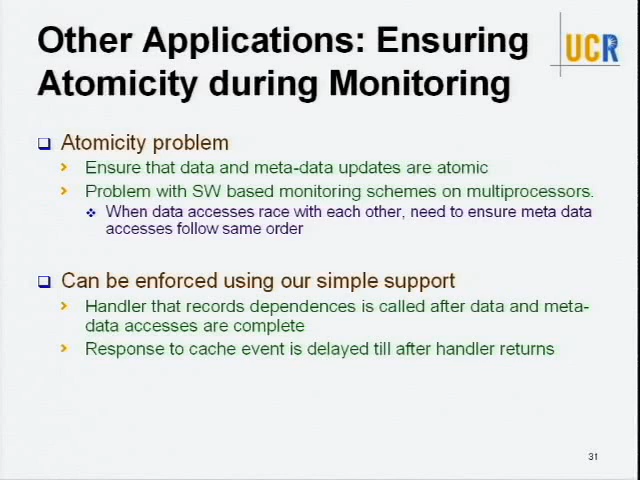 Other Applications: Ensuring
Atomicity during Monitoring
UCR
Atomicity problem
Ensure that data and meta-data updates are atomic
Problem with SW based monitoring schemes on multiprocessors.
When data accesses race with each other, need to ensure meta data
accesses follow same order
Can be enforced using our simple support
Handler that records dependences is called after data and meta-
data accesses are complete
Response to cache event is delayed till after handler returns
31